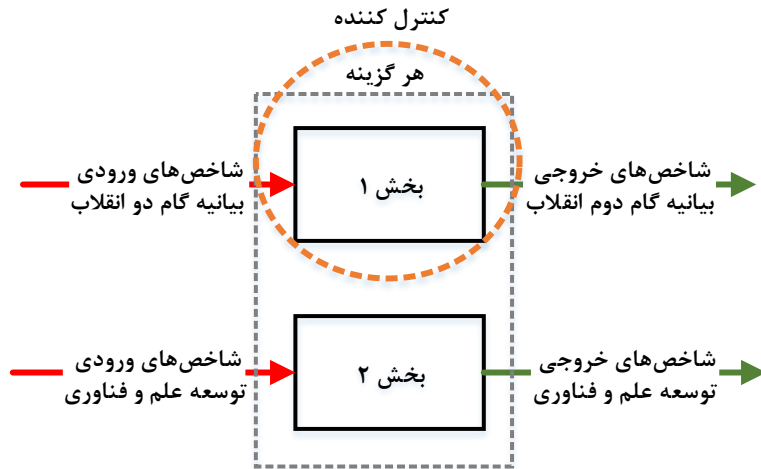 کنترل کننده
هر گزینه
شاخص‌های ورودی
بیانیه گام دو انقلاب
بخش ۱
شاخص‌های خروجی
بیانیه گام دوم انقلاب
شاخص‌های ورودی
توسعه علم و فناوری
بخش ۲
شاخص‌های خروجی
توسعه علم و فناوری